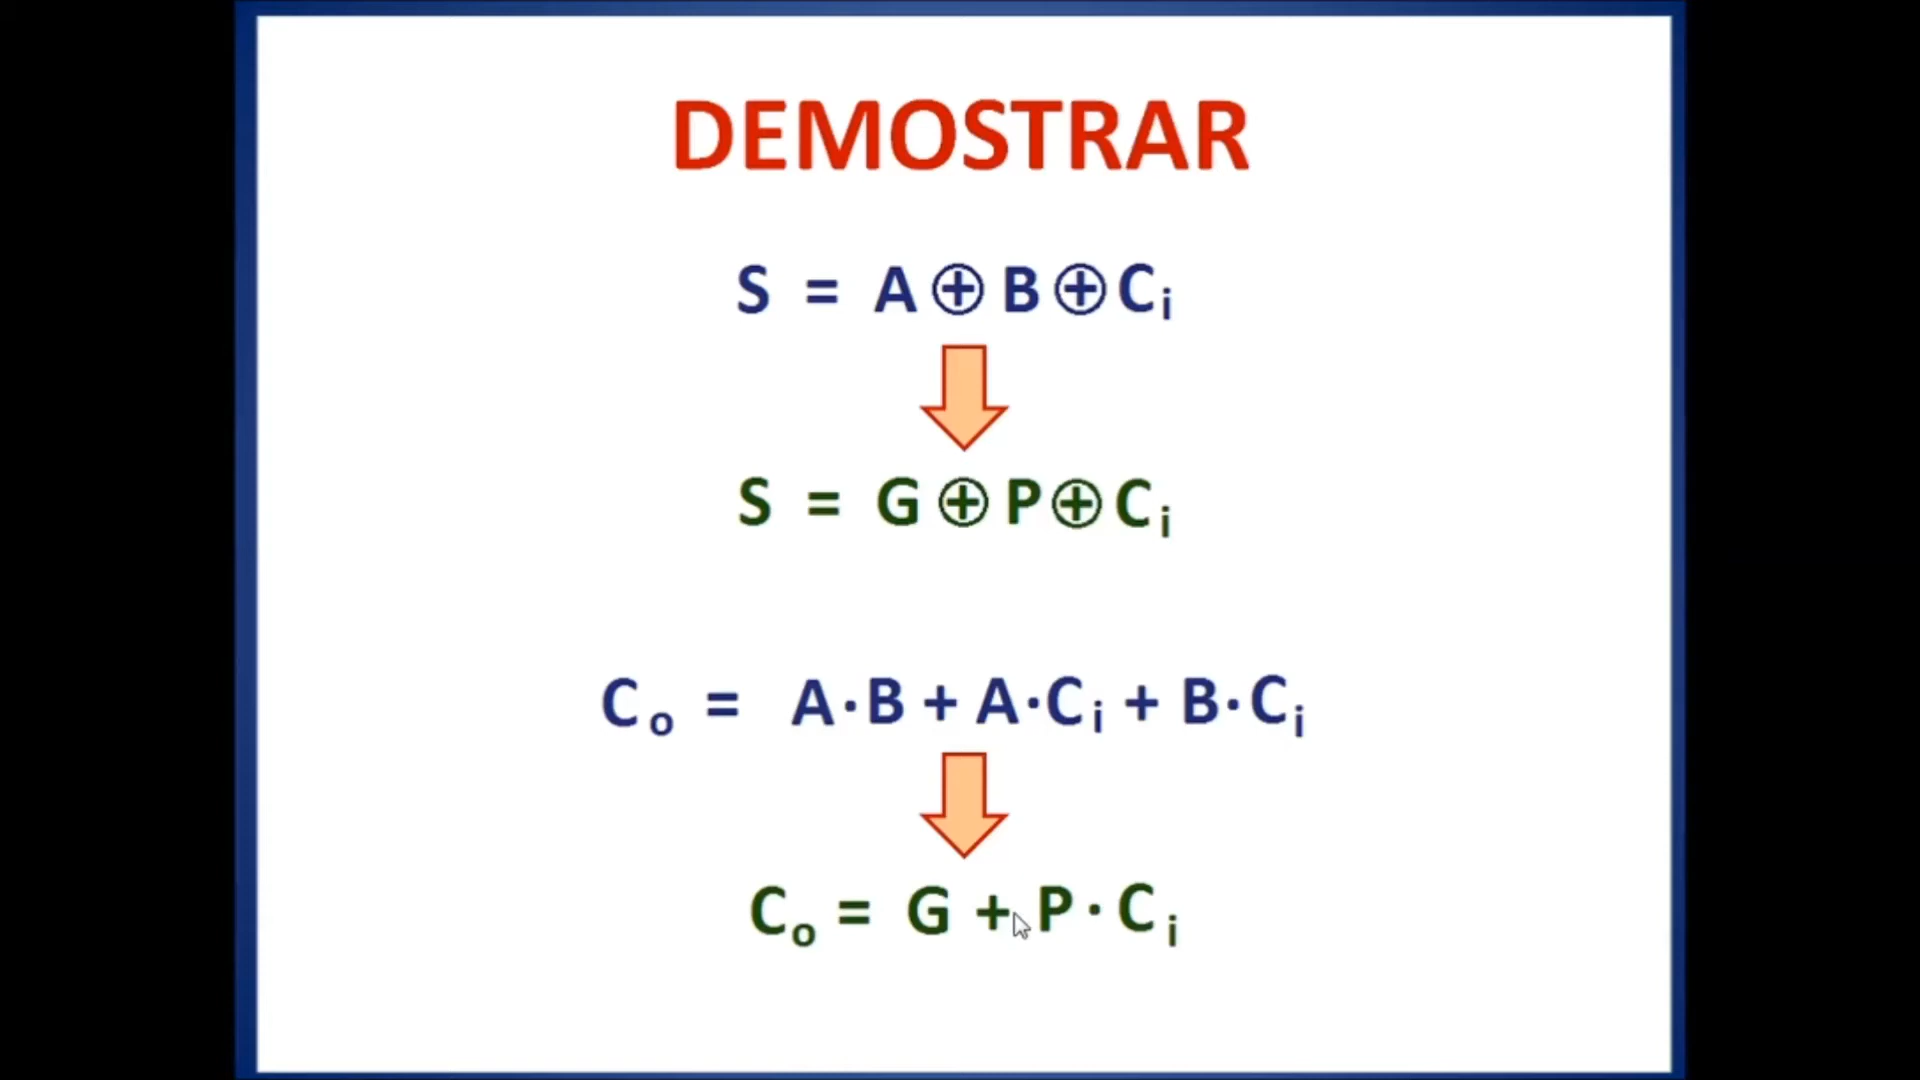 DEMOSTRAR
S = A ⊕ B ⊕ Cᵢ
S = G ⊕ P ⊕ Cᵢ
Cₒ = A·B + A·Cᵢ + B·Cᵢ
Cₒ = G + P·Cᵢ